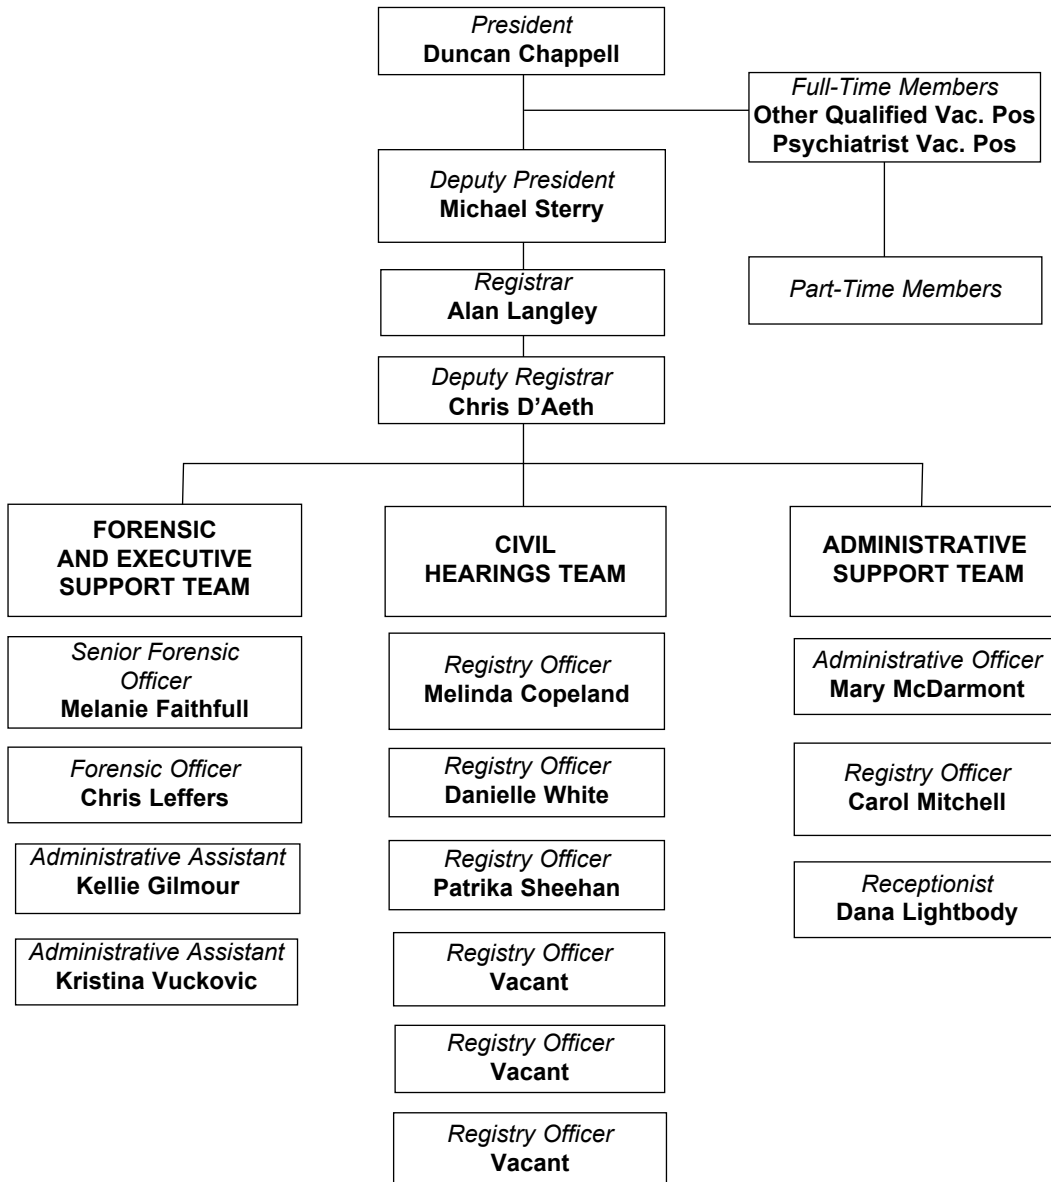 President
Duncan Chappell
Full-Time Members
Other Qualified Vac. Pos
Psychiatrist Vac. Pos
Deputy President
Michael Sterry
Part-Time Members
Registrar
Alan Langley
Deputy Registrar
Chris D’Aeth
FORENSIC
AND EXECUTIVE
SUPPORT TEAM
Senior Forensic
Officer
Melanie Faithfull
Forensic Officer
Chris Leffers
Administrative Assistant
Kellie Gilmour
Administrative Assistant
Kristina Vuckovic
CIVIL
HEARINGS TEAM
Registry Officer
Melinda Copeland
Registry Officer
Danielle White
Registry Officer
Patrika Sheehan
Registry Officer
Vacant
Registry Officer
Vacant
Registry Officer
Vacant
ADMINISTRATIVE
SUPPORT TEAM
Administrative Officer
Mary McDarmont
Registry Officer
Carol Mitchell
Receptionist
Dana Lightbody